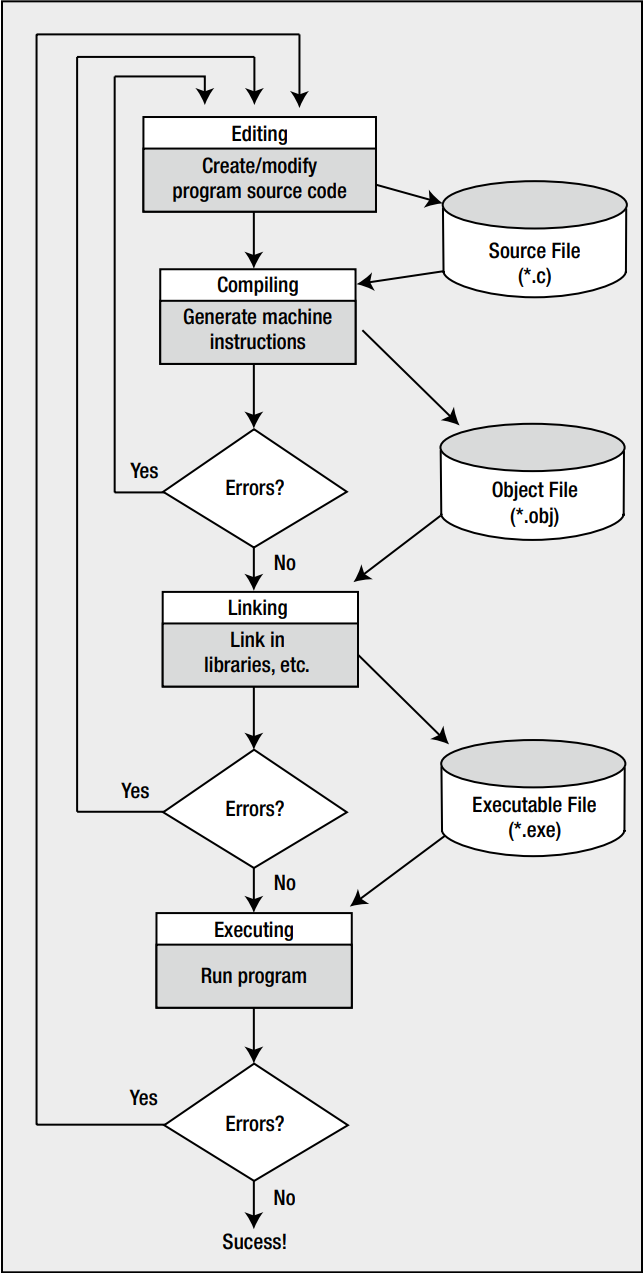 Editing
Create/modify
program source code
Source File
(*.c)
Compiling
Generate machine
instructions
Yes
Errors?
Object File
(*.obj)
No
Linking
Link in
libraries, etc.
Yes
Errors?
Executable File
(*.exe)
No
Executing
Run program
Yes
Errors?
No
Sucess!